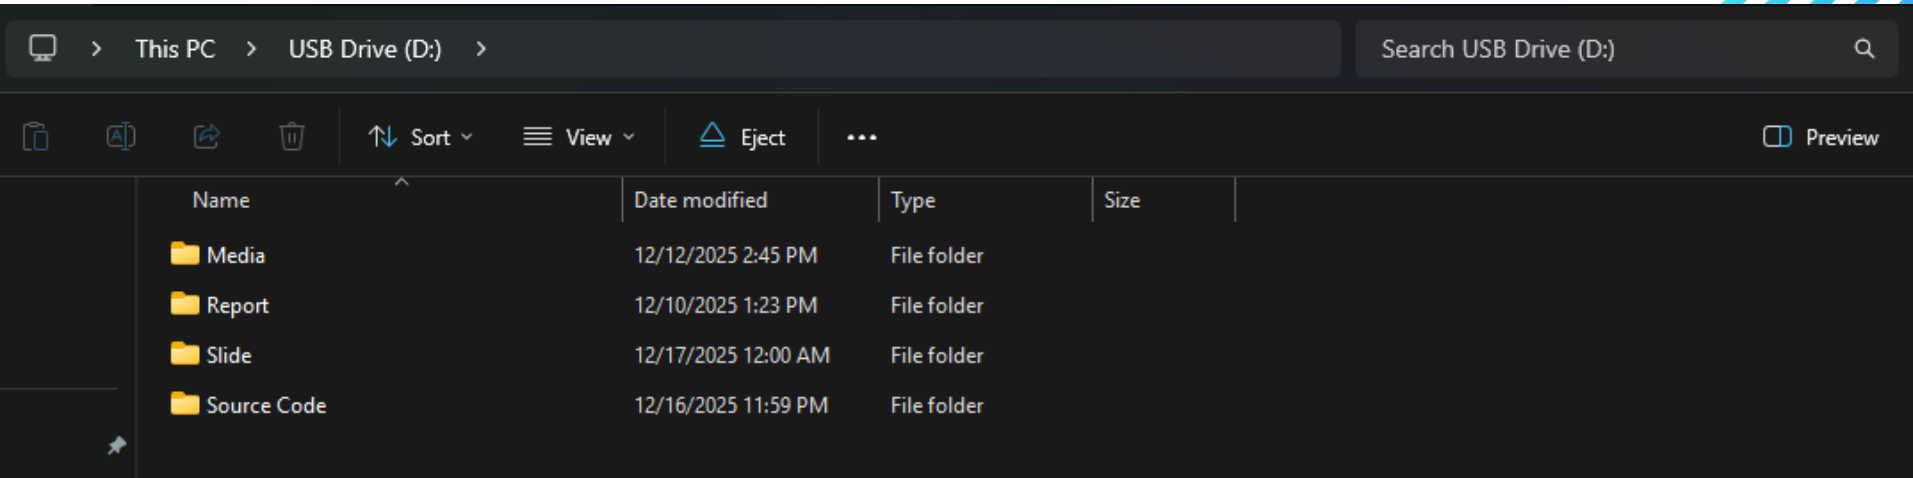 This PC > USB Drive (D:) > Search USB Drive (D:)
Sort View Eject ... Preview
Name Date modified Type Size
Media 12/12/2025 2:45 PM File folder
Report 12/10/2025 1:23 PM File folder
Slide 12/17/2025 12:00 AM File folder
Source Code 12/16/2025 11:59 PM File folder